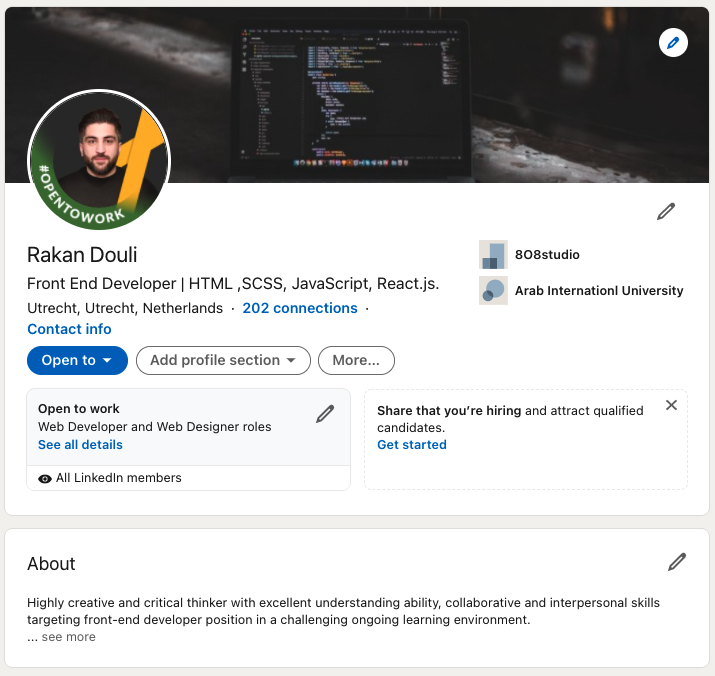 #OPENTOWORK
Rakan Douli
Front End Developer | HTML ,SCSS, JavaScript, React.js.
Utrecht, Utrecht, Netherlands · 202 connections ·
Contact info
8O8studio
Arab Internationl University
Open to
Add profile section
More...
Open to work
Web Developer and Web Designer roles
See all details
All LinkedIn members
Share that you're hiring and attract qualified
candidates.
Get started
About
Highly creative and critical thinker with excellent understanding ability, collaborative and interpersonal skills
targeting front-end developer position in a challenging ongoing learning environment.
... see more